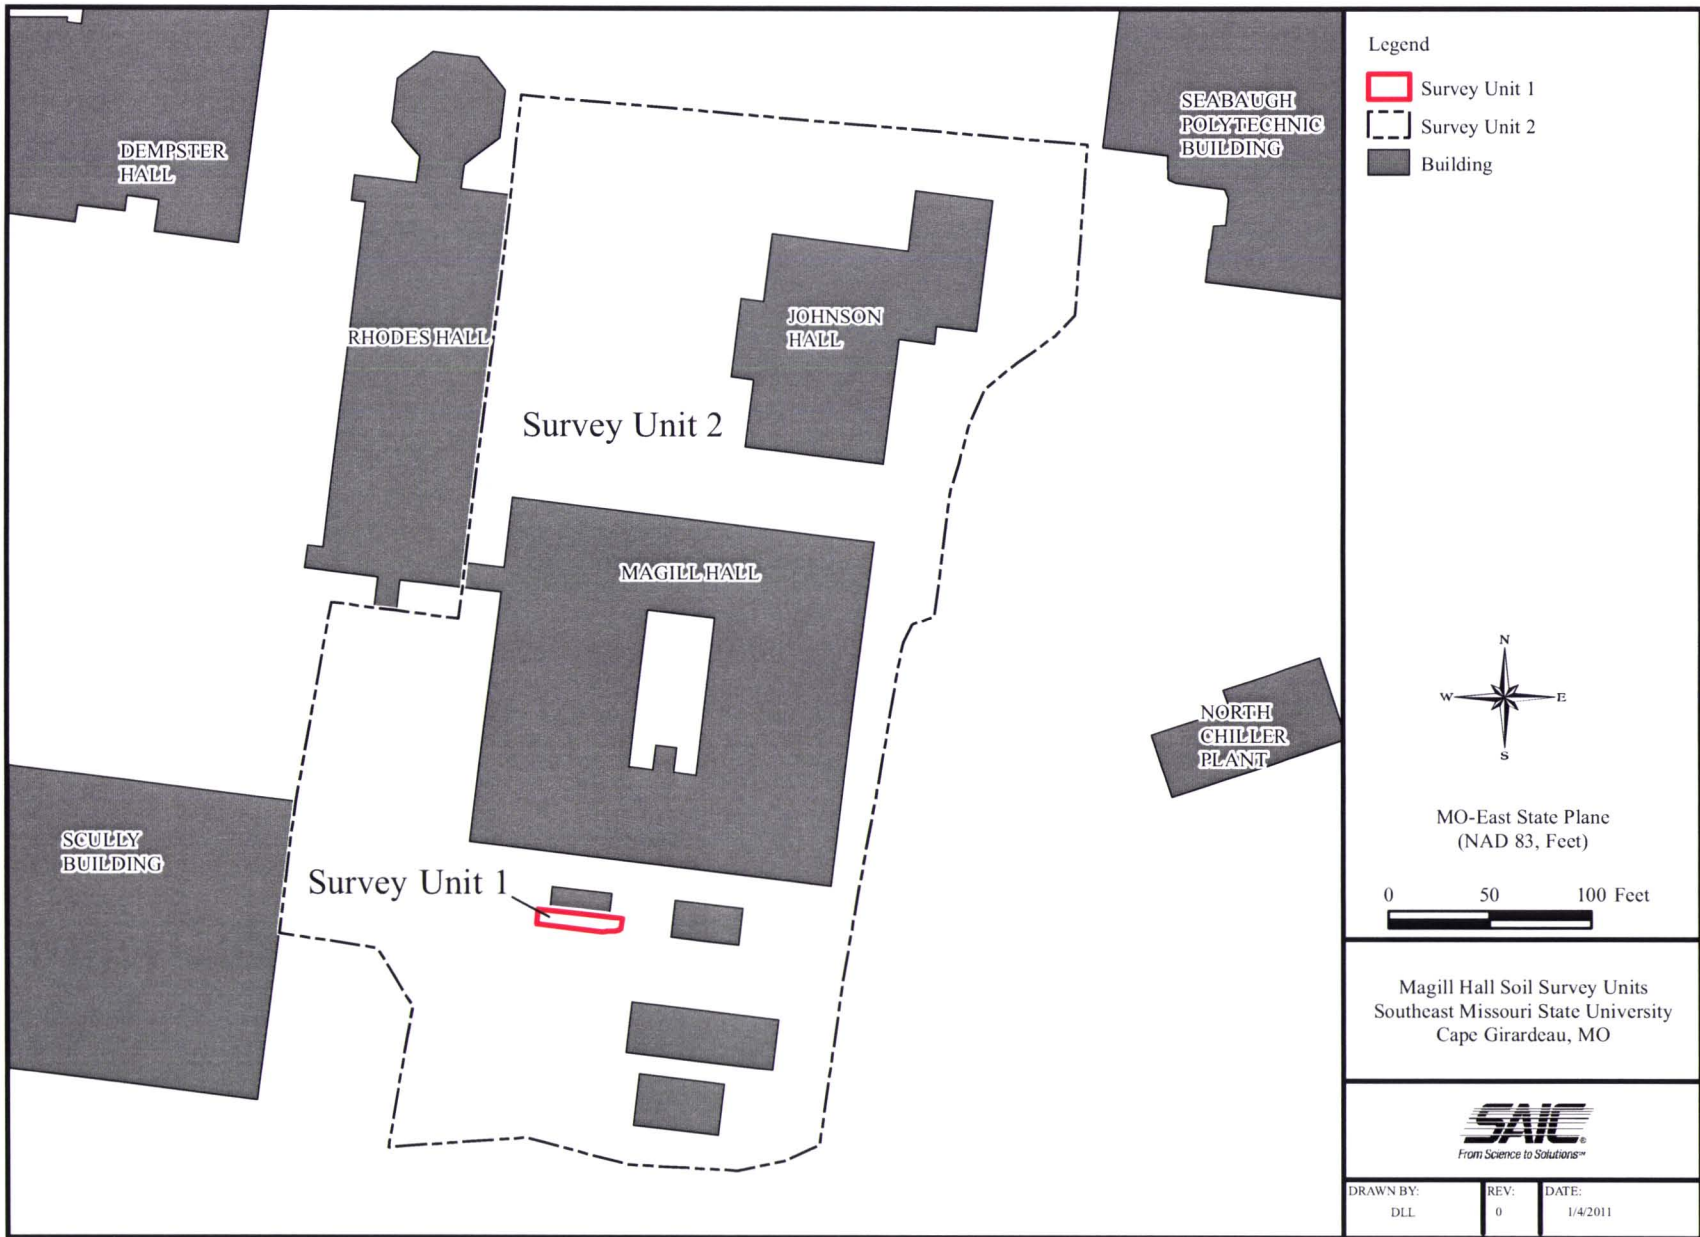 DEMPSTER
HALL
RHODES HALL
JOHNSON
HALL
SEABAUGH
POLYTECHNIC
BUILDING
Survey Unit 2
MAGILL HALL
NORTH
CHILLER
PLANT
SCULLY
BUILDING
Survey Unit 1
Legend
Survey Unit 1
Survey Unit 2
Building
N
W E
S
MO-East State Plane
(NAD 83, Feet)
0 50 100 Feet
Magill Hall Soil Survey Units
Southeast Missouri State University
Cape Girardeau, MO
SAIC®
From Science to Solutions℠
DRAWN BY:
DLL
REV:
0
DATE:
1/4/2011